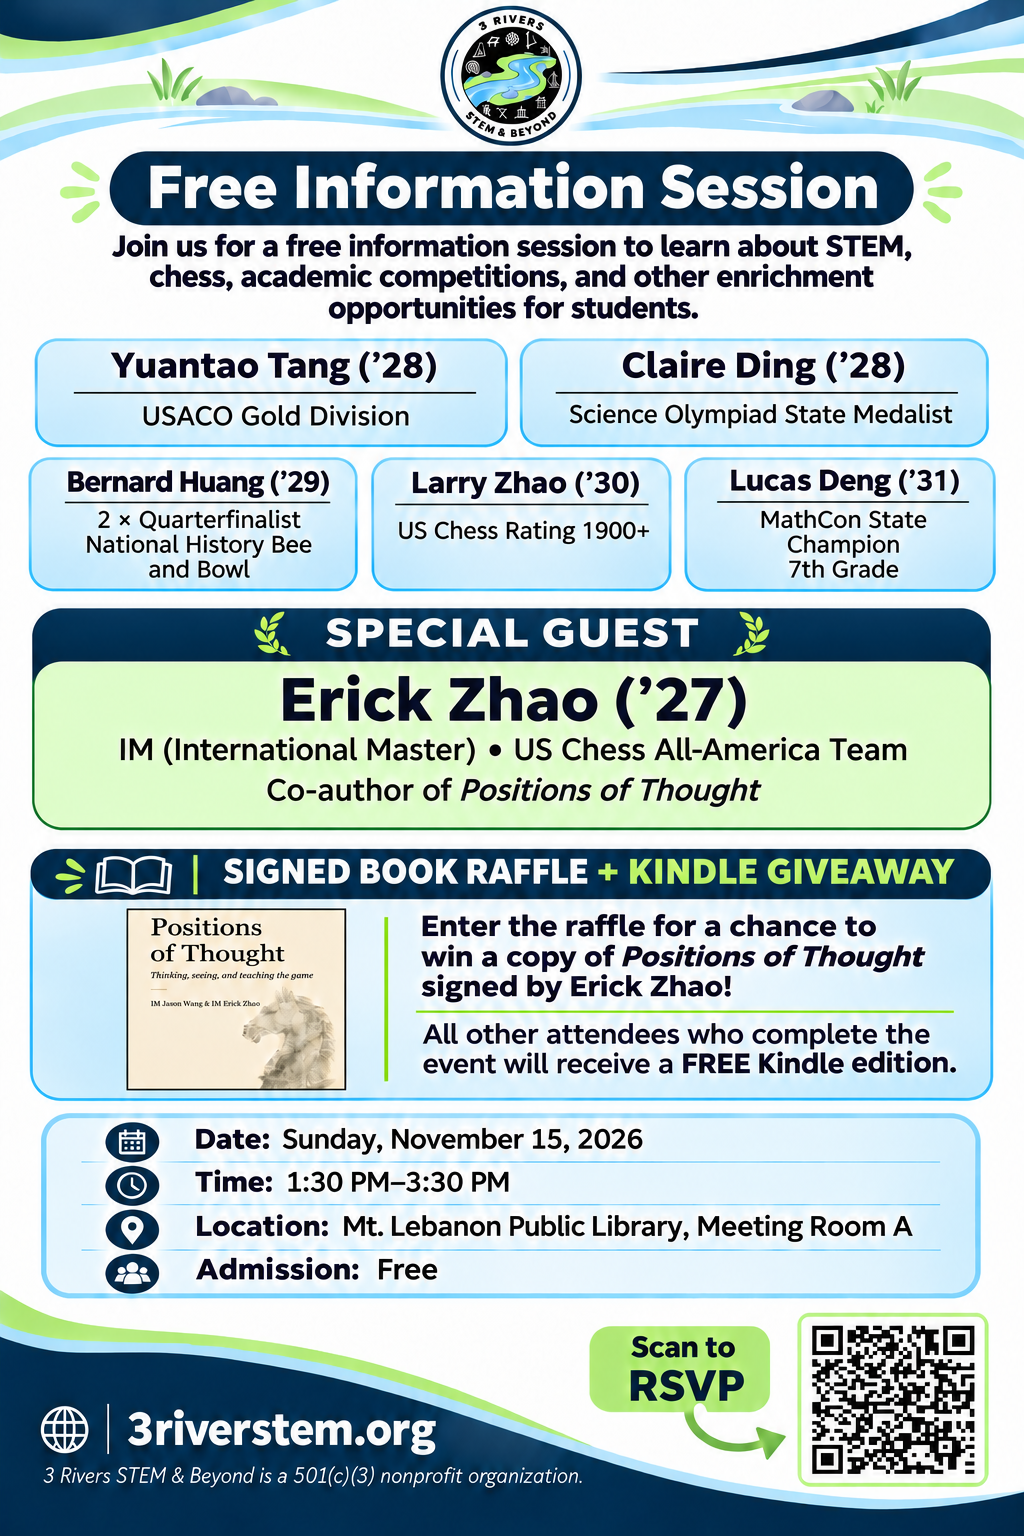 3 RIVERS
STEM & BEYOND
Free Information Session
Join us for a free information session to learn about STEM,
chess, academic competitions, and other enrichment
opportunities for students.
Yuantao Tang (’28)
USACO Gold Division
Claire Ding (’28)
Science Olympiad State Medalist
Bernard Huang (’29)
2 × Quarterfinalist
National History Bee
and Bowl
Larry Zhao (’30)
US Chess Rating 1900+
Lucas Deng (’31)
MathCon State
Champion
7th Grade
SPECIAL GUEST
Erick Zhao (’27)
IM (International Master) • US Chess All-America Team
Co-author of Positions of Thought
SIGNED BOOK RAFFLE + KINDLE GIVEAWAY
Positions
of Thought
Thinking, seeing, and teaching the game
IM Jason Wang & IM Erick Zhao
Enter the raffle for a chance to
win a copy of Positions of Thought
signed by Erick Zhao!
All other attendees who complete the
event will receive a FREE Kindle edition.
Date: Sunday, November 15, 2026
Time: 1:30 PM–3:30 PM
Location: Mt. Lebanon Public Library, Meeting Room A
Admission: Free
Scan to
RSVP
3riverstem.org
3 Rivers STEM & Beyond is a 501(c)(3) nonprofit organization.